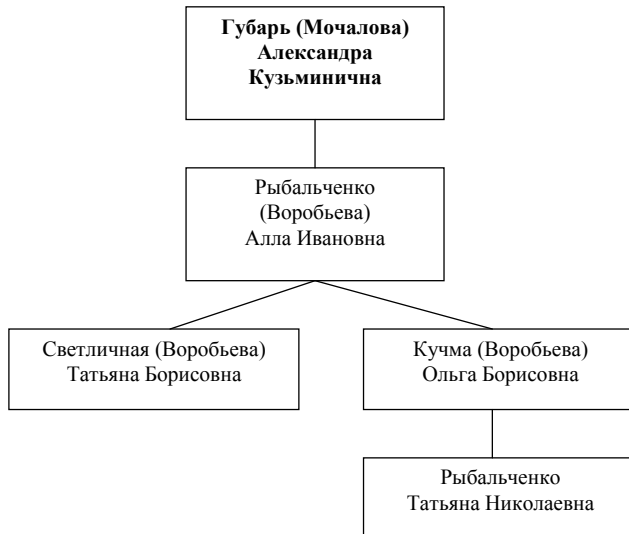 Губарь (Мочалова)
Александра
Кузьминична
Рыбальченко
(Воробьева)
Алла Ивановна
Светличная (Воробьева)
Татьяна Борисовна
Кучма (Воробьева)
Ольга Борисовна
Рыбальченко
Татьяна Николаевна